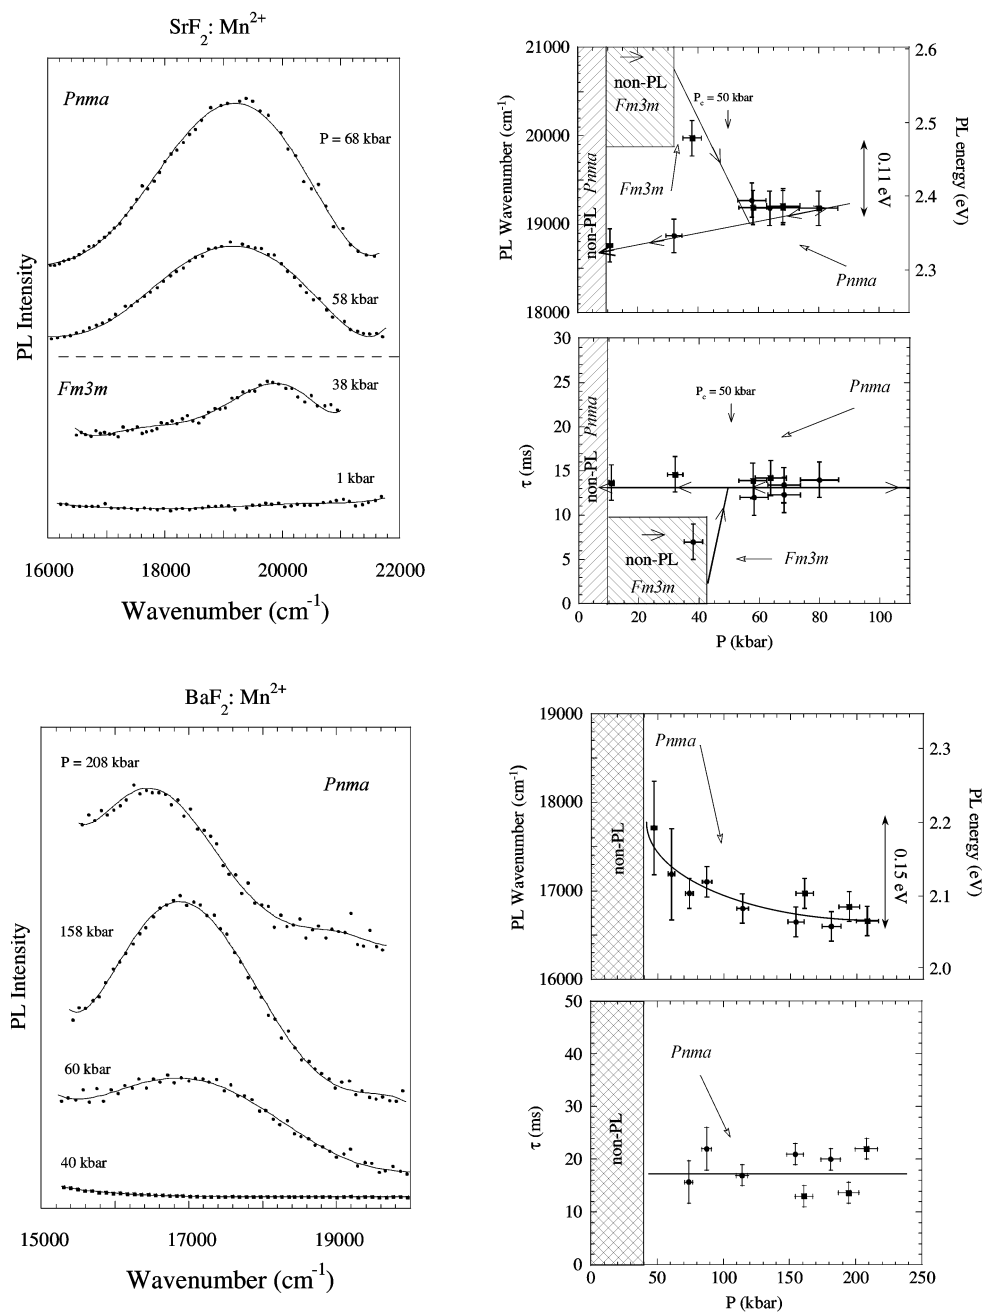 SrF₂: Mn²⁺
Pnma
P = 68 kbar
58 kbar
Fm3m
38 kbar
1 kbar
PL Intensity
16000 18000 20000 22000
Wavenumber (cm⁻¹)
21000
20000
19000
18000
PL Wavenumber (cm⁻¹)
non-PL
Fm3m
P꜀ = 50 kbar
Fm3m
non-PL Pnma
0.11 eV
Pnma
2.6
2.5
2.4
2.3
PL energy (eV)
30
25
20
15
10
5
0
τ (ms)
Pnma
P꜀ = 50 kbar
non-PL Pnma
non-PL
Fm3m
Fm3m
0 20 40 60 80 100
P (kbar)
BaF₂: Mn²⁺
P = 208 kbar
Pnma
158 kbar
60 kbar
40 kbar
PL Intensity
15000 17000 19000
Wavenumber (cm⁻¹)
19000
18000
17000
16000
PL Wavenumber (cm⁻¹)
Pnma
non-PL
0.15 eV
2.3
2.2
2.1
2.0
PL energy (eV)
50
40
30
20
10
0
τ (ms)
Pnma
non-PL
0 50 100 150 200 250
P (kbar)